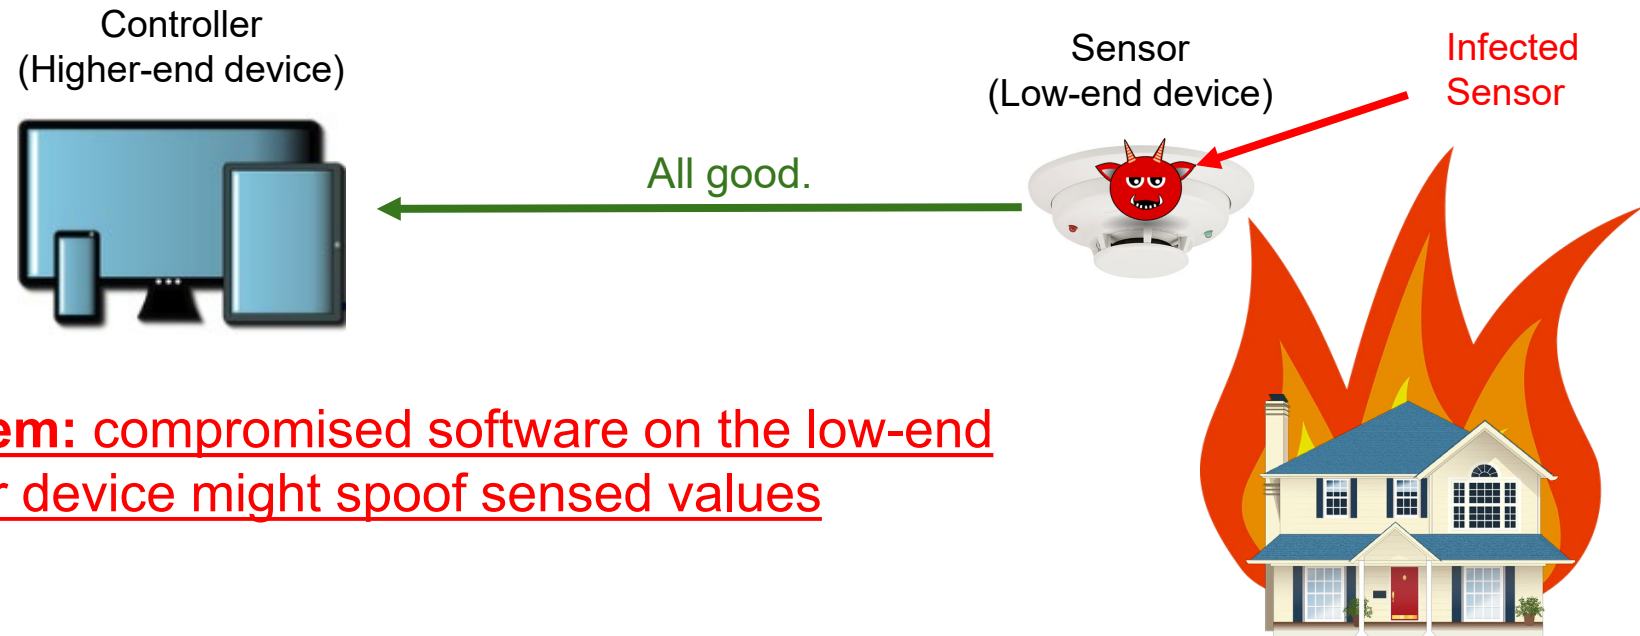 Controller
(Higher-end device)
Sensor
(Low-end device)
Infected
Sensor
All good.
em: compromised software on the low-end
r device might spoof sensed values